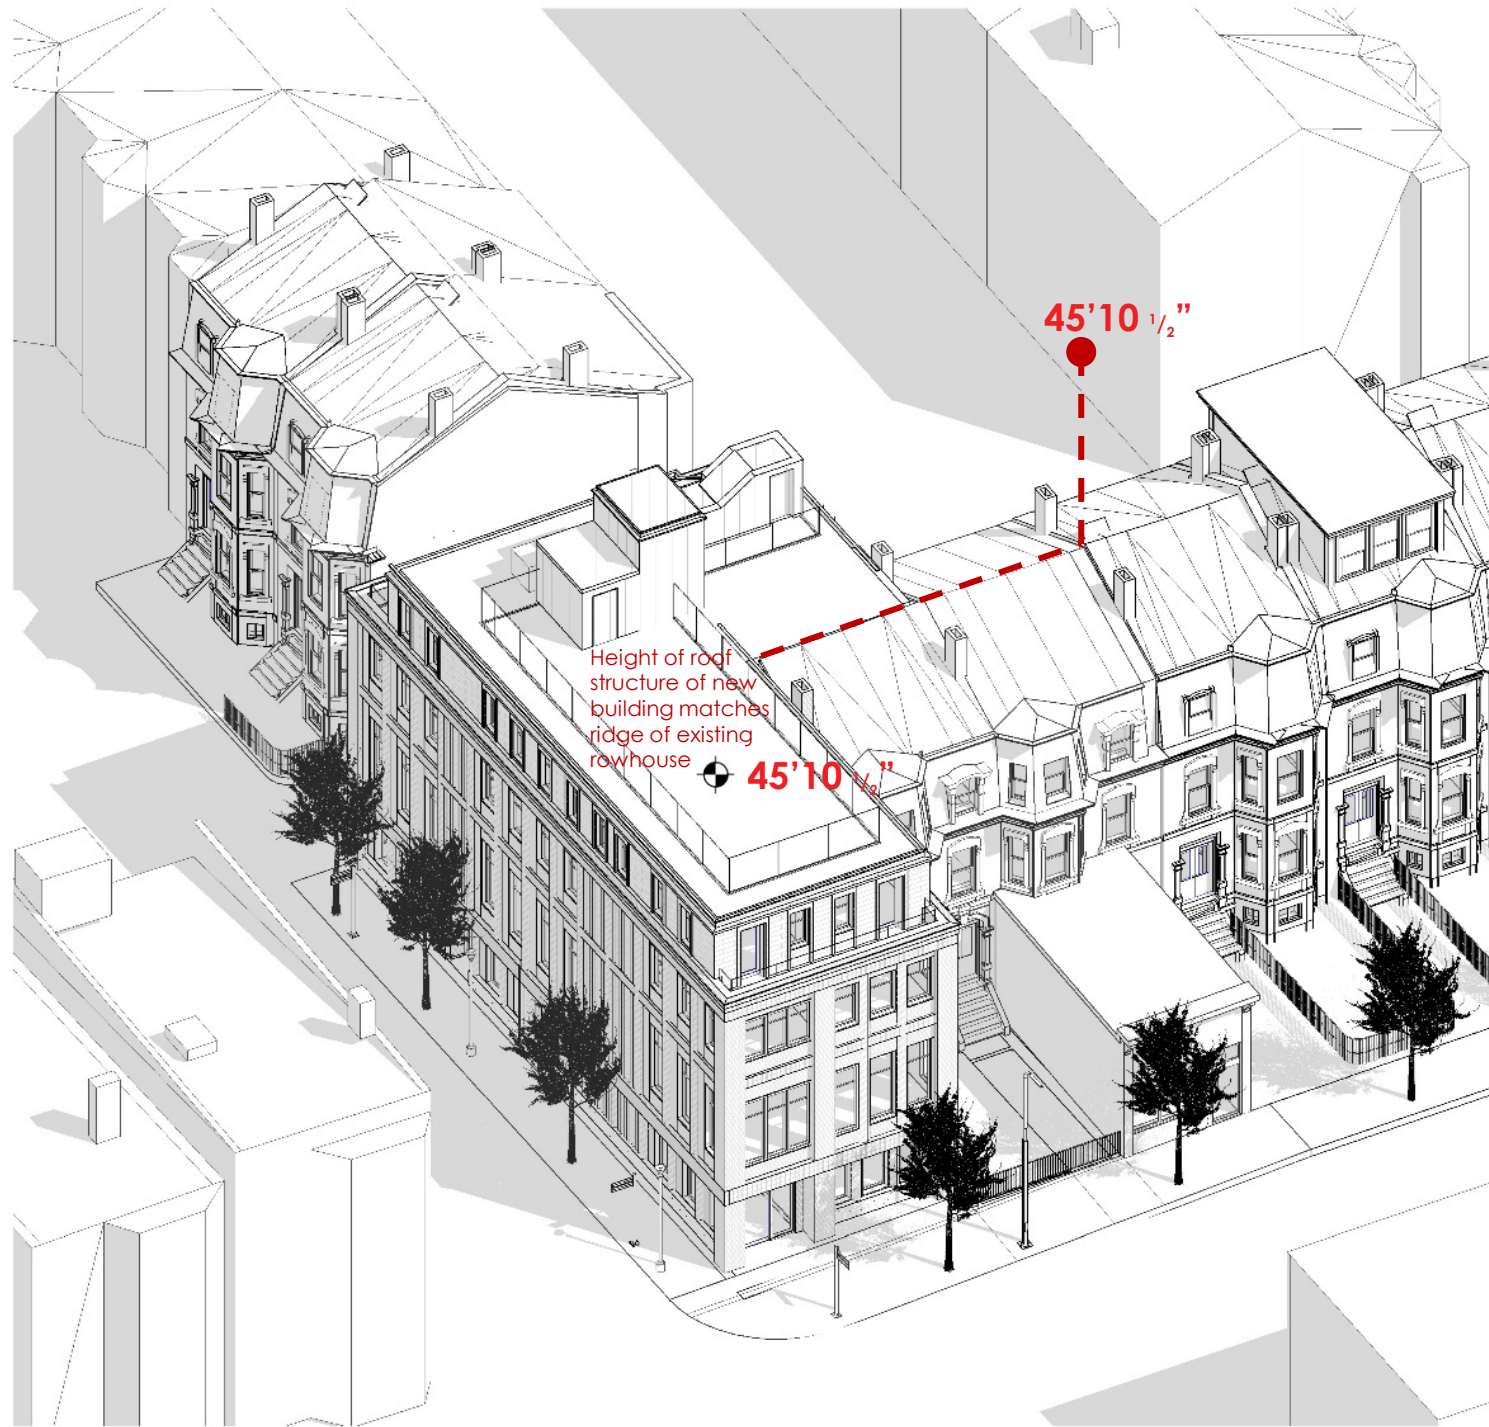 45’10 1/2”
Height of roof
structure of new
building matches
ridge of existing
rowhouse
45’10 1/2”